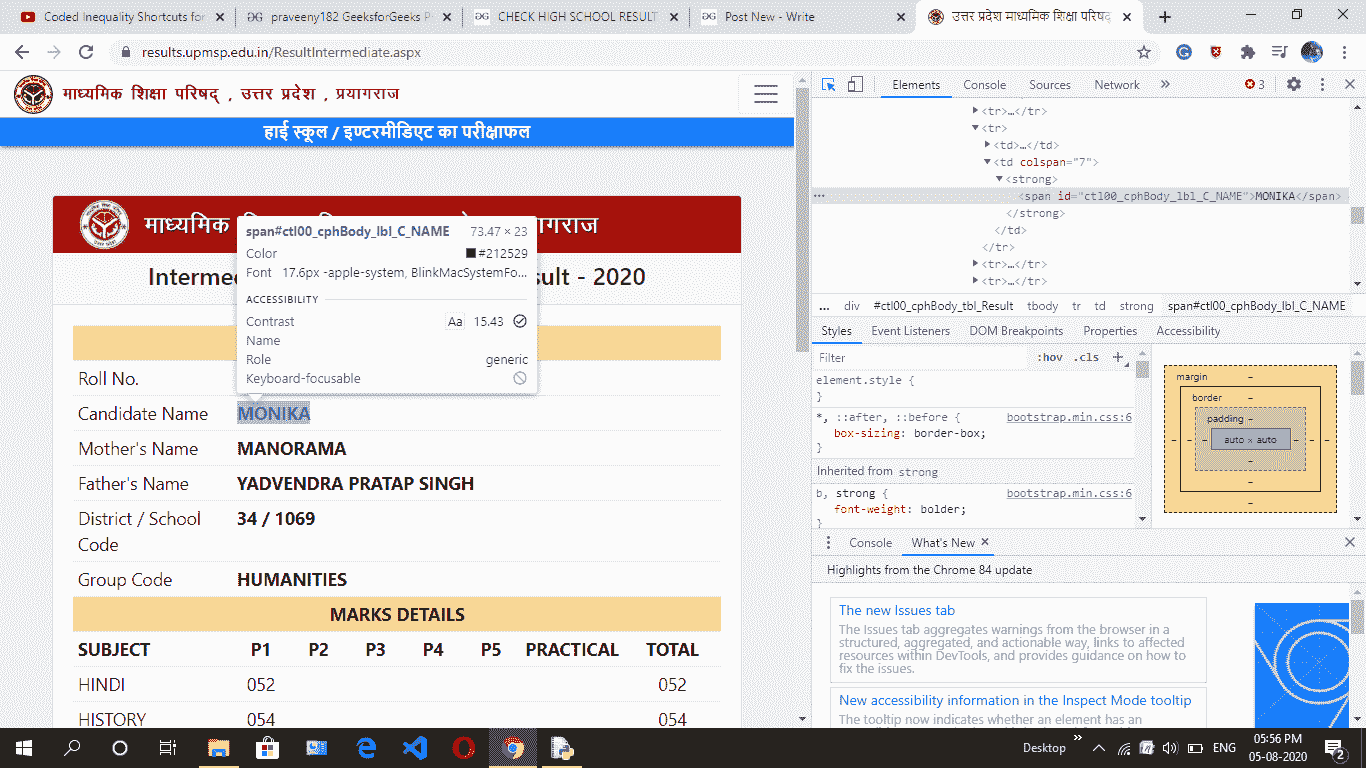 Coded Inequality Shortcuts for
praveeny182 GeeksforGeeks P
CHECK HIGH SCHOOL RESULT
Post New - Write
उत्तर प्रदेश माध्यमिक शिक्षा परिषद
results.upmsp.edu.in/ResultIntermediate.aspx
माध्यमिक शिक्षा परिषद् , उत्तर प्रदेश , प्रयागराज
हाई स्कूल / इण्टरमीडिएट का परीक्षाफल
माध्यमिक
गराज
Interme
sult - 2020
span#ctl00_cphBody_lbl_C_NAME 73.47 × 23
Color #212529
Font 17.6px -apple-system, BlinkMacSystemFo...
ACCESSIBILITY
Contrast Aa 15.43
Name
Role generic
Keyboard-focusable
Roll No.
Candidate Name MONIKA
Mother's Name MANORAMA
Father's Name YADVENDRA PRATAP SINGH
District / School 34 / 1069
Code
Group Code HUMANITIES
MARKS DETAILS
SUBJECT P1 P2 P3 P4 P5 PRACTICAL TOTAL
HINDI 052 052
HISTORY 054 054
Elements Console Sources Network » 3
<tr>…</tr>
<tr>
<td>…</td>
<td colspan="7">
<strong>
<span id="ctl00_cphBody_lbl_C_NAME">MONIKA</span>
</strong>
</td>
</tr>
<tr>…</tr>
<tr>…</tr>
... div #ctl00_cphBody_tbl_Result tbody tr td strong span#ctl00_cphBody_lbl_C_NAME
Styles Event Listeners DOM Breakpoints Properties Accessibility
Filter :hov .cls +
element.style {
}
*, ::after, ::before { bootstrap.min.css:6
box-sizing: border-box;
}
Inherited from strong
b, strong { bootstrap.min.css:6
font-weight: bolder;
}
margin -
border -
padding -
- - - auto × auto - - -
-
-
-
Console What's New
Highlights from the Chrome 84 update
The new Issues tab
The Issues tab aggregates warnings from the browser in a
structured, aggregated, and actionable way, links to affected
resources within DevTools, and provides guidance on how to
fix the issues.
New accessibility information in the Inspect Mode tooltip
The tooltip now indicates whether an element has an
Desktop » ENG 05:56 PM
05-08-2020 2